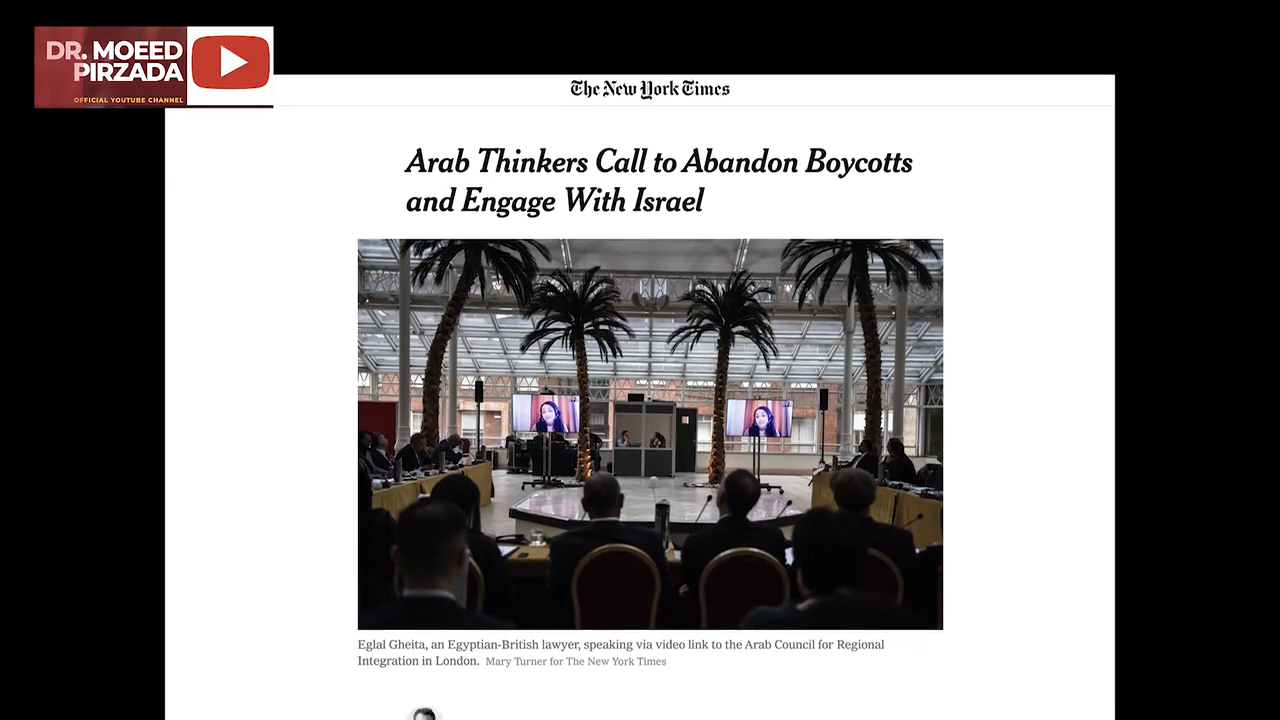 DR. MOEED
PIRZADA
OFFICIAL YOUTUBE CHANNEL
The New York Times
Arab Thinkers Call to Abandon Boycotts
and Engage With Israel
Eglal Gheita, an Egyptian-British lawyer, speaking via video link to the Arab Council for Regional
Integration in London. Mary Turner for The New York Times